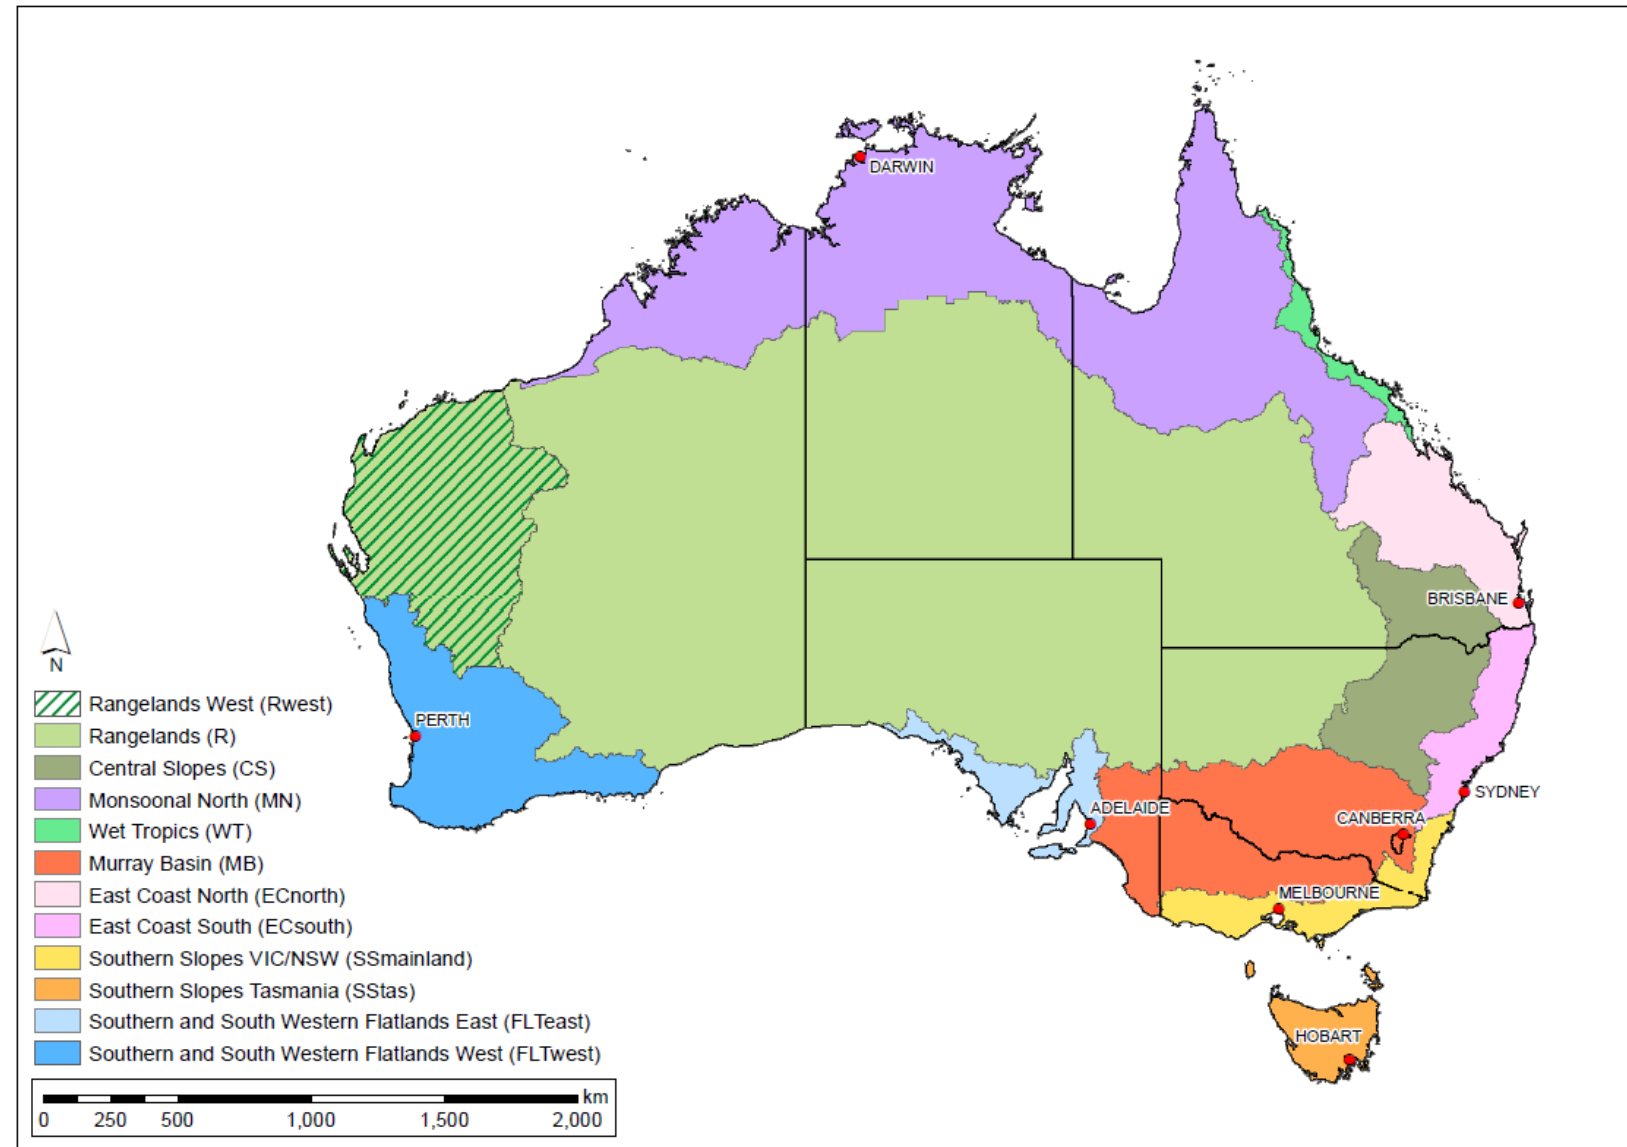 DARWIN
BRISBANE
PERTH
SYDNEY
ADELAIDE
CANBERRA
MELBOURNE
HOBART
N
Rangelands West (Rwest)
Rangelands (R)
Central Slopes (CS)
Monsoonal North (MN)
Wet Tropics (WT)
Murray Basin (MB)
East Coast North (ECnorth)
East Coast South (ECsouth)
Southern Slopes VIC/NSW (SSmainland)
Southern Slopes Tasmania (SStas)
Southern and South Western Flatlands East (FLTeast)
Southern and South Western Flatlands West (FLTwest)
km
0 250 500 1,000 1,500 2,000